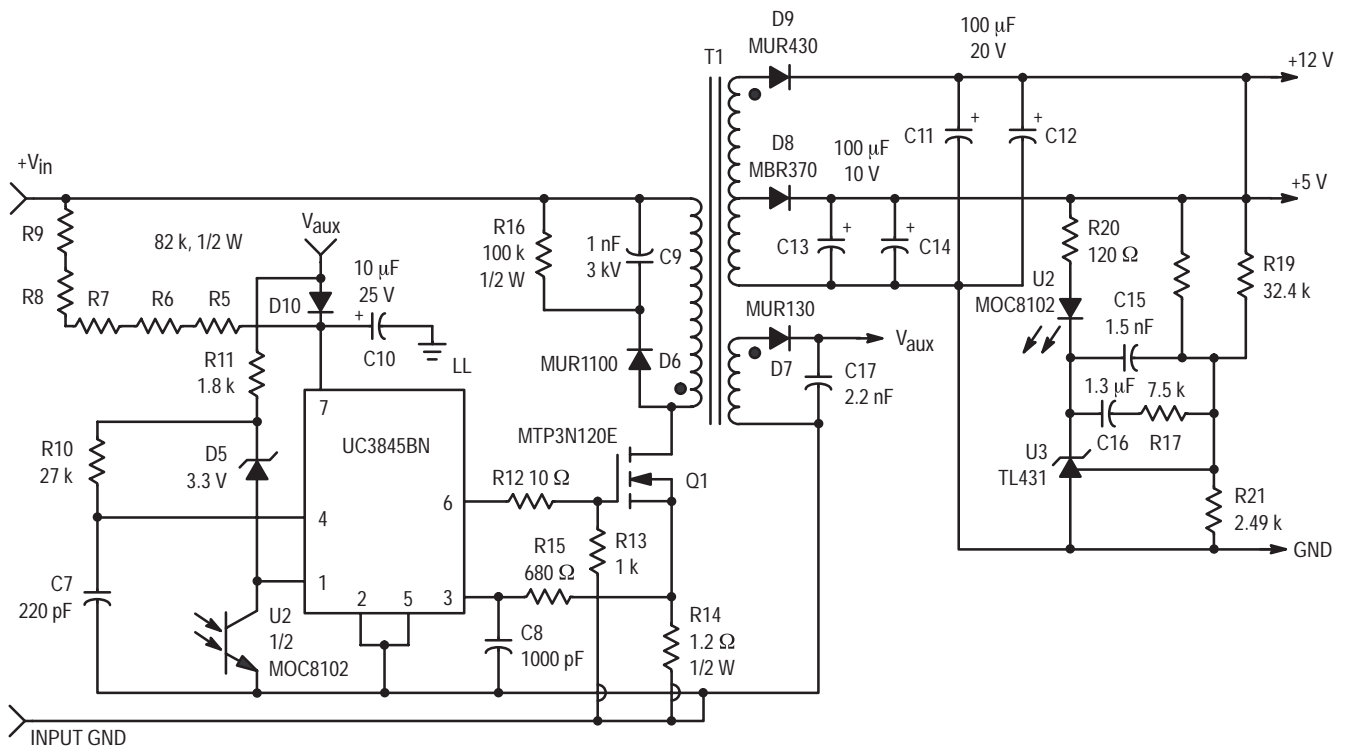 D9
MUR430
100 μF
20 V
T1
+12 V
C11
+
+
C12
+Vin
D8
MBR370
100 μF
10 V
+5 V
R9
82 k, 1/2 W
Vaux
R16
100 k
1/2 W
1 nF
3 kV
C9
C13
+
+
C14
R20
120 Ω
R19
32.4 k
R8
R7
R6
R5
D10
10 μF
25 V
+
C10
LL
U2
MOC8102
C15
1.5 nF
MUR130
D7
Vaux
C17
2.2 nF
R11
1.8 k
MUR1100
D6
1.3 μF
C16
7.5 k
R17
7
UC3845BN
MTP3N120E
Q1
R10
27 k
D5
3.3 V
6
R12 10 Ω
U3
TL431
R21
2.49 k
4
R13
1 k
R15
680 Ω
GND
C7
220 pF
1
2
5
3
U2
1/2
MOC8102
C8
1000 pF
R14
1.2 Ω
1/2 W
INPUT GND